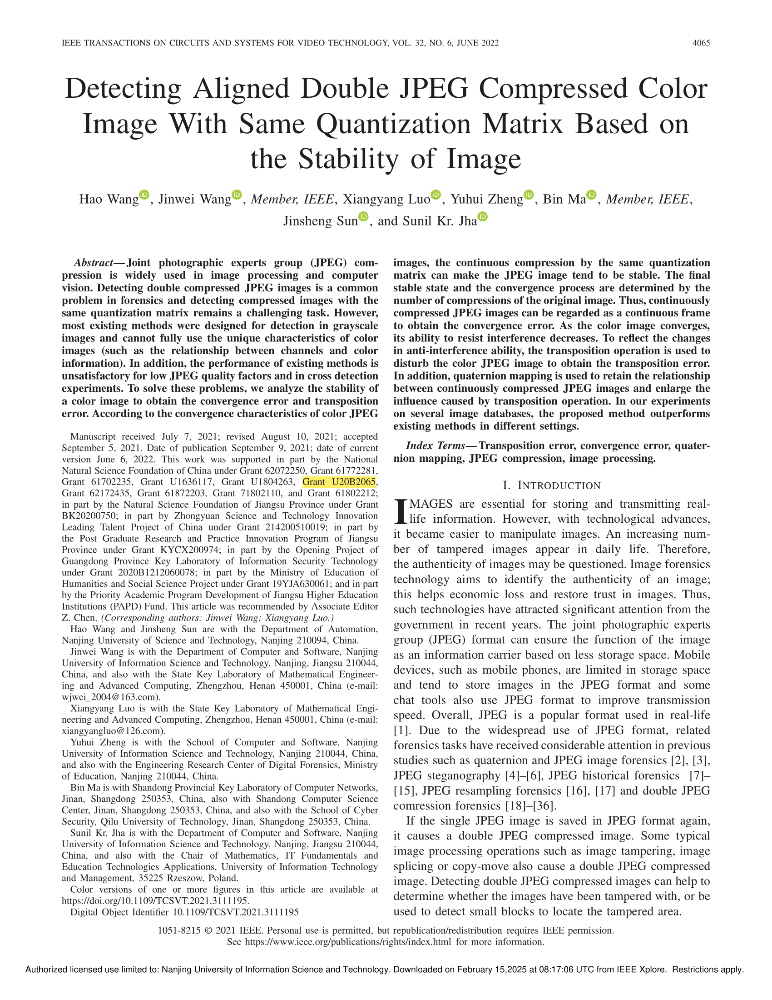 IEEE TRANSACTIONS ON CIRCUITS AND SYSTEMS FOR VIDEO TECHNOLOGY, VOL. 32, NO. 6, JUNE 2022 4065
Detecting Aligned Double JPEG Compressed Color
Image With Same Quantization Matrix Based on
the Stability of Image
Hao Wang iD, Jinwei Wang iD, Member, IEEE, Xiangyang Luo iD, Yuhui Zheng iD, Bin Ma iD, Member, IEEE,
Jinsheng Sun iD, and Sunil Kr. Jha iD
Abstract—Joint photographic experts group (JPEG) com-
pression is widely used in image processing and computer
vision. Detecting double compressed JPEG images is a common
problem in forensics and detecting compressed images with the
same quantization matrix remains a challenging task. However,
most existing methods were designed for detection in grayscale
images and cannot fully use the unique characteristics of color
images (such as the relationship between channels and color
information). In addition, the performance of existing methods is
unsatisfactory for low JPEG quality factors and in cross detection
experiments. To solve these problems, we analyze the stability of
a color image to obtain the convergence error and transposition
error. According to the convergence characteristics of color JPEG
Manuscript received July 7, 2021; revised August 10, 2021; accepted
September 5, 2021. Date of publication September 9, 2021; date of current
version June 6, 2022. This work was supported in part by the National
Natural Science Foundation of China under Grant 62072250, Grant 61772281,
Grant 61702235, Grant U1636117, Grant U1804263, Grant U20B2065,
Grant 62172435, Grant 61872203, Grant 71802110, and Grant 61802212;
in part by the Natural Science Foundation of Jiangsu Province under Grant
BK20200750; in part by Zhongyuan Science and Technology Innovation
Leading Talent Project of China under Grant 214200510019; in part by
the Post Graduate Research and Practice Innovation Program of Jiangsu
Province under Grant KYCX200974; in part by the Opening Project of
Guangdong Province Key Laboratory of Information Security Technology
under Grant 2020B1212060078; in part by the Ministry of Education of
Humanities and Social Science Project under Grant 19YJA630061; and in part
by the Priority Academic Program Development of Jiangsu Higher Education
Institutions (PAPD) Fund. This article was recommended by Associate Editor
Z. Chen. (Corresponding authors: Jinwei Wang; Xiangyang Luo.)
Hao Wang and Jinsheng Sun are with the Department of Automation,
Nanjing University of Science and Technology, Nanjing 210094, China.
Jinwei Wang is with the Department of Computer and Software, Nanjing
University of Information Science and Technology, Nanjing, Jiangsu 210044,
China, and also with the State Key Laboratory of Mathematical Engineer-
ing and Advanced Computing, Zhengzhou, Henan 450001, China (e-mail:
wjwei_2004@163.com).
Xiangyang Luo is with the State Key Laboratory of Mathematical Engi-
neering and Advanced Computing, Zhengzhou, Henan 450001, China (e-mail:
xiangyangluo@126.com).
Yuhui Zheng is with the School of Computer and Software, Nanjing
University of Information Science and Technology, Nanjing 210044, China,
and also with the Engineering Research Center of Digital Forensics, Ministry
of Education, Nanjing 210044, China.
Bin Ma is with Shandong Provincial Key Laboratory of Computer Networks,
Jinan, Shangdong 250353, China, also with Shandong Computer Science
Center, Jinan, Shangdong 250353, China, and also with the School of Cyber
Security, Qilu University of Technology, Jinan, Shangdong 250353, China.
Sunil Kr. Jha is with the Department of Computer and Software, Nanjing
University of Information Science and Technology, Nanjing, Jiangsu 210044,
China, and also with the Chair of Mathematics, IT Fundamentals and
Education Technologies Applications, University of Information Technology
and Management, 35225 Rzeszow, Poland.
Color versions of one or more figures in this article are available at
https://doi.org/10.1109/TCSVT.2021.3111195.
Digital Object Identifier 10.1109/TCSVT.2021.3111195
images, the continuous compression by the same quantization
matrix can make the JPEG image tend to be stable. The final
stable state and the convergence process are determined by the
number of compressions of the original image. Thus, continuously
compressed JPEG images can be regarded as a continuous frame
to obtain the convergence error. As the color image converges,
its ability to resist interference decreases. To reflect the changes
in anti-interference ability, the transposition operation is used to
disturb the color JPEG image to obtain the transposition error.
In addition, quaternion mapping is used to retain the relationship
between continuously compressed JPEG images and enlarge the
influence caused by transposition operation. In our experiments
on several image databases, the proposed method outperforms
existing methods in different settings.
Index Terms—Transposition error, convergence error, quater-
nion mapping, JPEG compression, image processing.
I. INTRODUCTION
IMAGES are essential for storing and transmitting real-
life information. However, with technological advances,
it became easier to manipulate images. An increasing num-
ber of tampered images appear in daily life. Therefore,
the authenticity of images may be questioned. Image forensics
technology aims to identify the authenticity of an image;
this helps economic loss and restore trust in images. Thus,
such technologies have attracted significant attention from the
government in recent years. The joint photographic experts
group (JPEG) format can ensure the function of the image
as an information carrier based on less storage space. Mobile
devices, such as mobile phones, are limited in storage space
and tend to store images in the JPEG format and some
chat tools also use JPEG format to improve transmission
speed. Overall, JPEG is a popular format used in real-life
[1]. Due to the widespread use of JPEG format, related
forensics tasks have received considerable attention in previous
studies such as quaternion and JPEG image forensics [2], [3],
JPEG steganography [4]–[6], JPEG historical forensics [7]–
[15], JPEG resampling forensics [16], [17] and double JPEG
comression forensics [18]–[36].
If the single JPEG image is saved in JPEG format again,
it causes a double JPEG compressed image. Some typical
image processing operations such as image tampering, image
splicing or copy-move also cause a double JPEG compressed
image. Detecting double JPEG compressed images can help to
determine whether the images have been tampered with, or be
used to detect small blocks to locate the tampered area.
1051-8215 © 2021 IEEE. Personal use is permitted, but republication/redistribution requires IEEE permission.
See https://www.ieee.org/publications/rights/index.html for more information.
Authorized licensed use limited to: Nanjing University of Information Science and Technology. Downloaded on February 15,2025 at 08:17:06 UTC from IEEE Xplore. Restrictions apply.